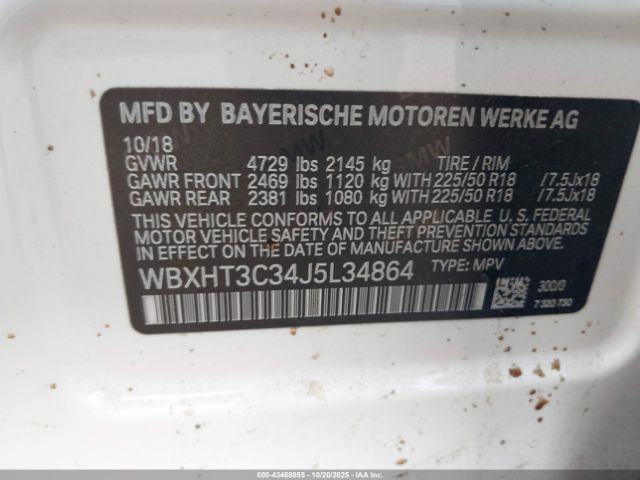 MFD BY BAYERISCHE MOTOREN WERKE AG
10/18
GVWR 4729 lbs 2145 kg TIRE / RIM
GAWR FRONT 2469 lbs 1120 kg WITH 225/50 R18 /7.5Jx18
GAWR REAR 2381 lbs 1080 kg WITH 225/50 R18 /7.5Jx18
THIS VEHICLE CONFORMS TO ALL APPLICABLE U. S. FEDERAL
MOTOR VEHICLE SAFETY AND THEFT PREVENTION STANDARDS
IN EFFECT ON THE DATE OF MANUFACTURE SHOWN ABOVE.
WBXHT3C34J5L34864 TYPE: MPV
300/0
7 320 730
000-43468855 | 10/20/2025 | IAAI.COM